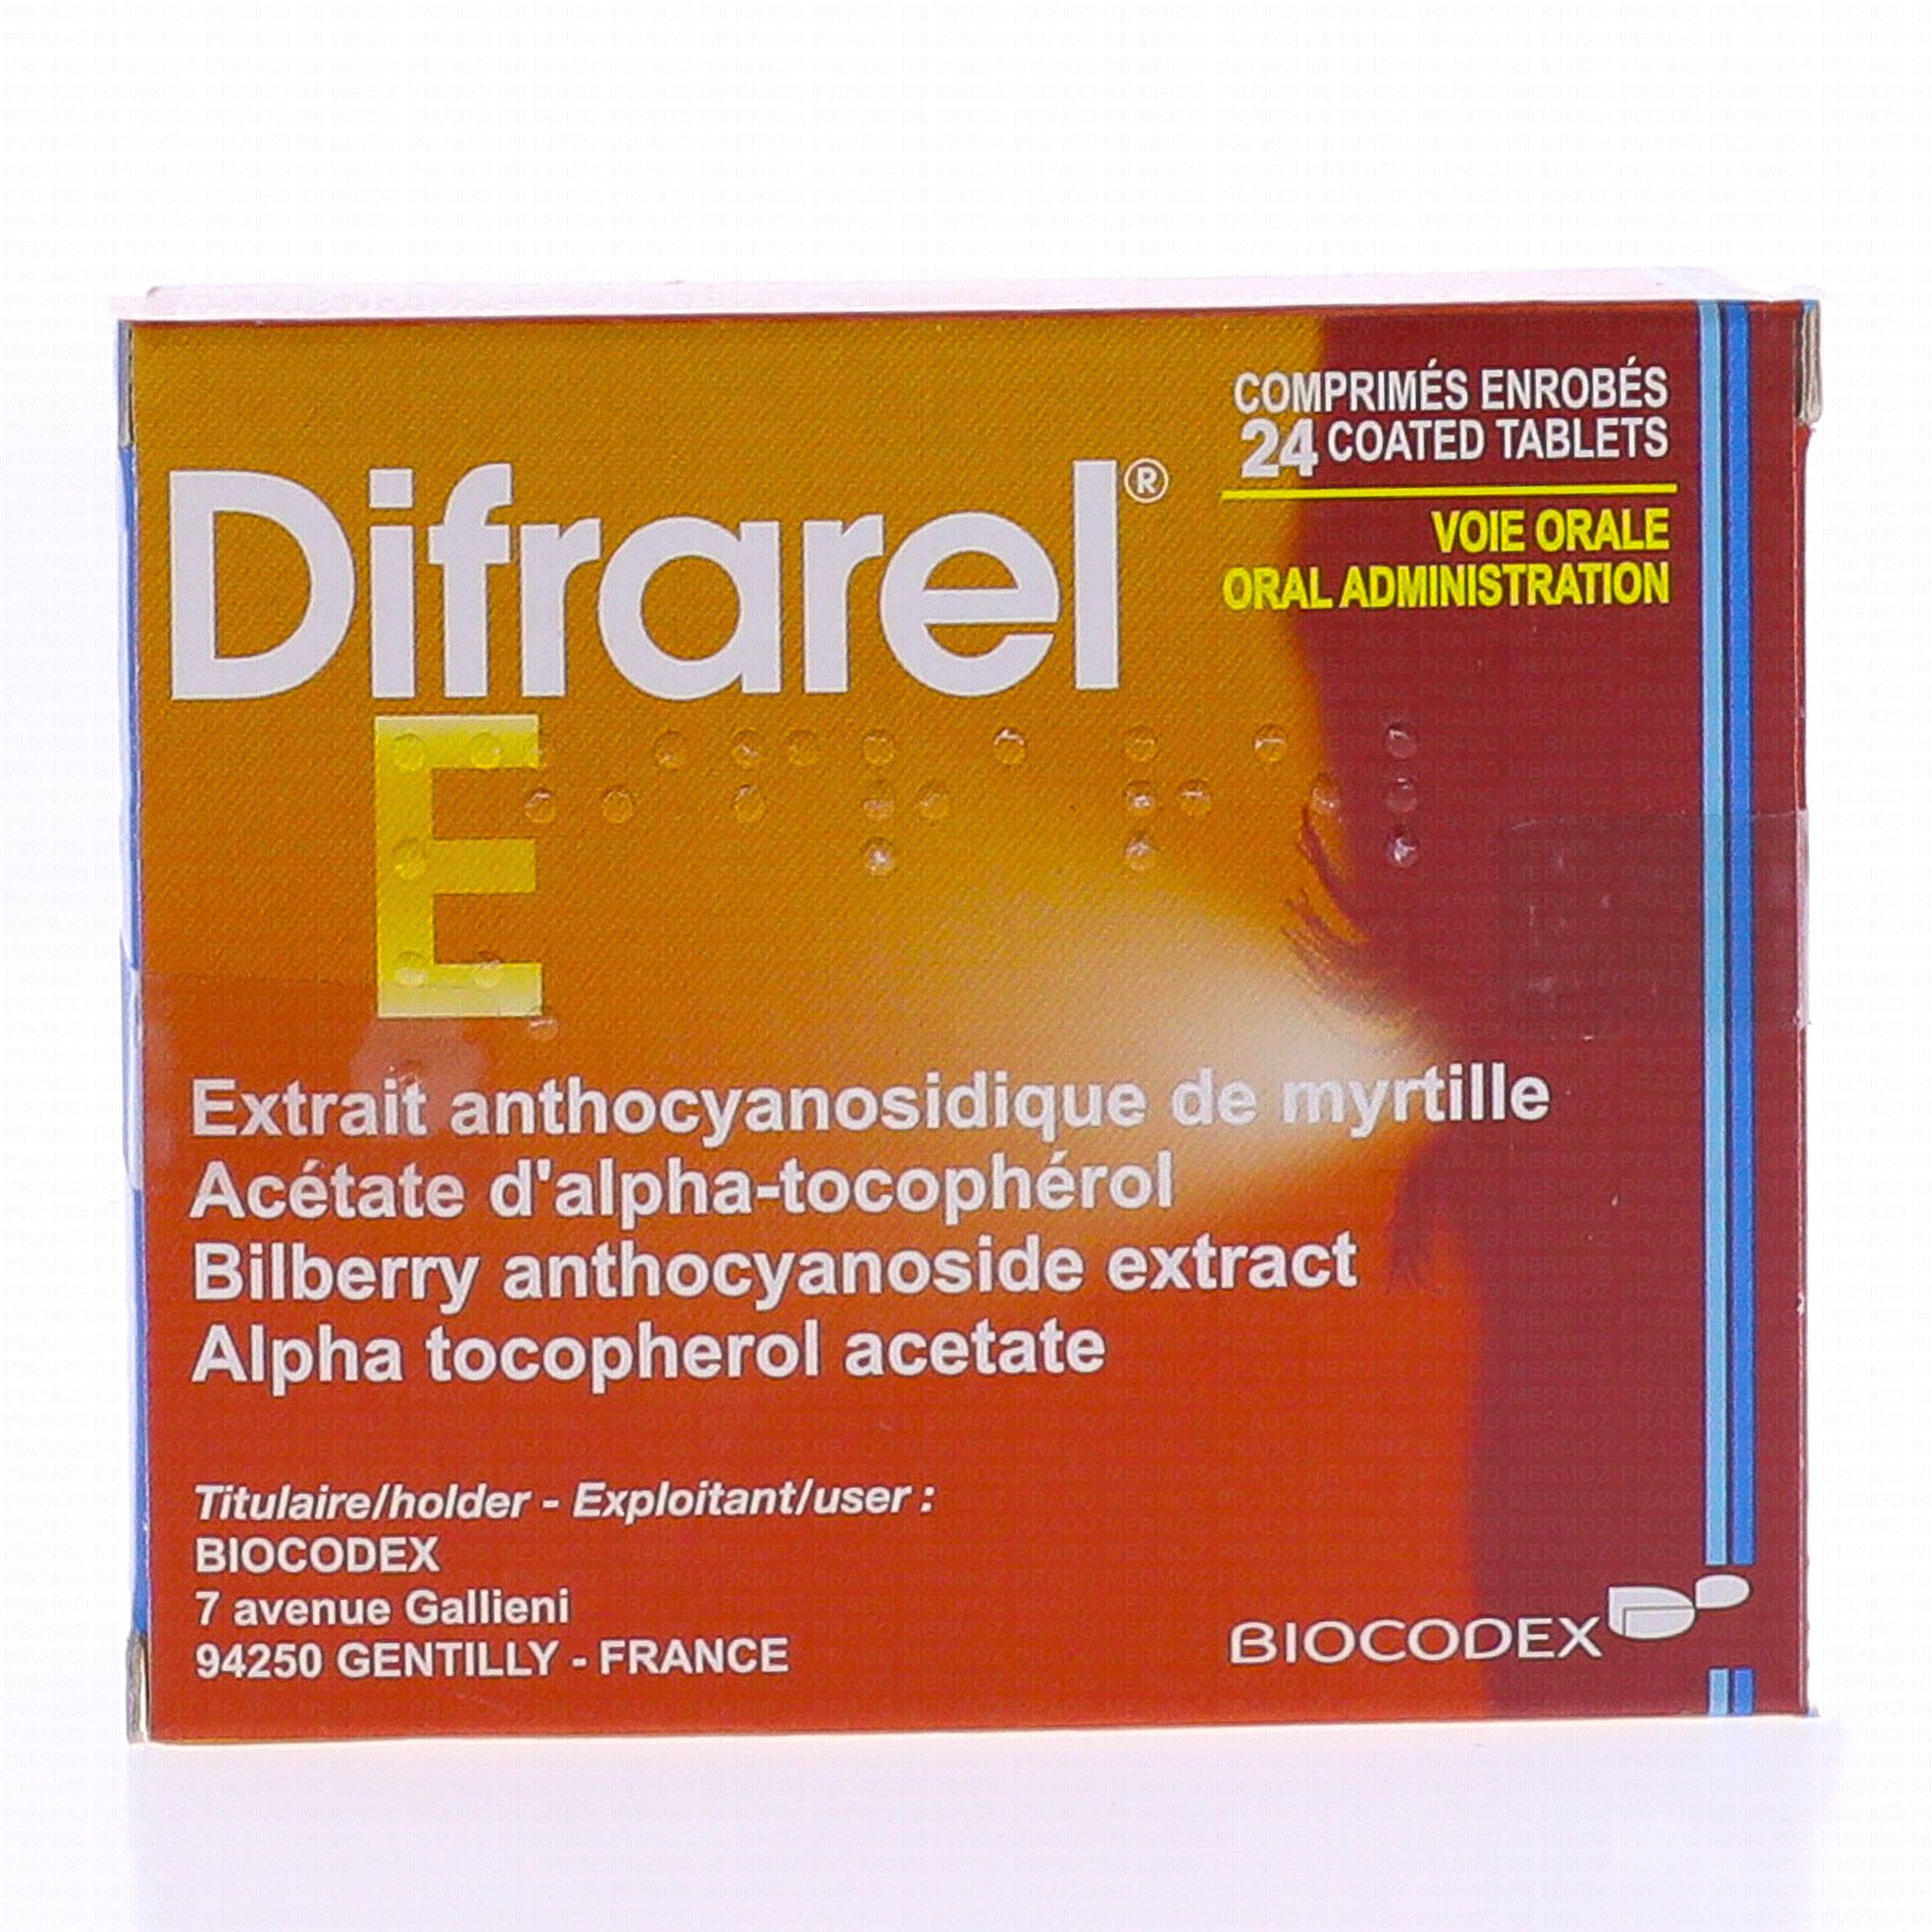 COMPRIMÉS ENROBÉS
24 COATED TABLETS
VOIE ORALE
ORAL ADMINISTRATION
Difrarel®
E
Extrait anthocyanosidique de myrtille
Acétate d'alpha-tocophérol
Bilberry anthocyanoside extract
Alpha tocopherol acetate
Titulaire/holder - Exploitant/user :
BIOCODEX
7 avenue Gallieni
94250 GENTILLY - FRANCE
BIOCODEX